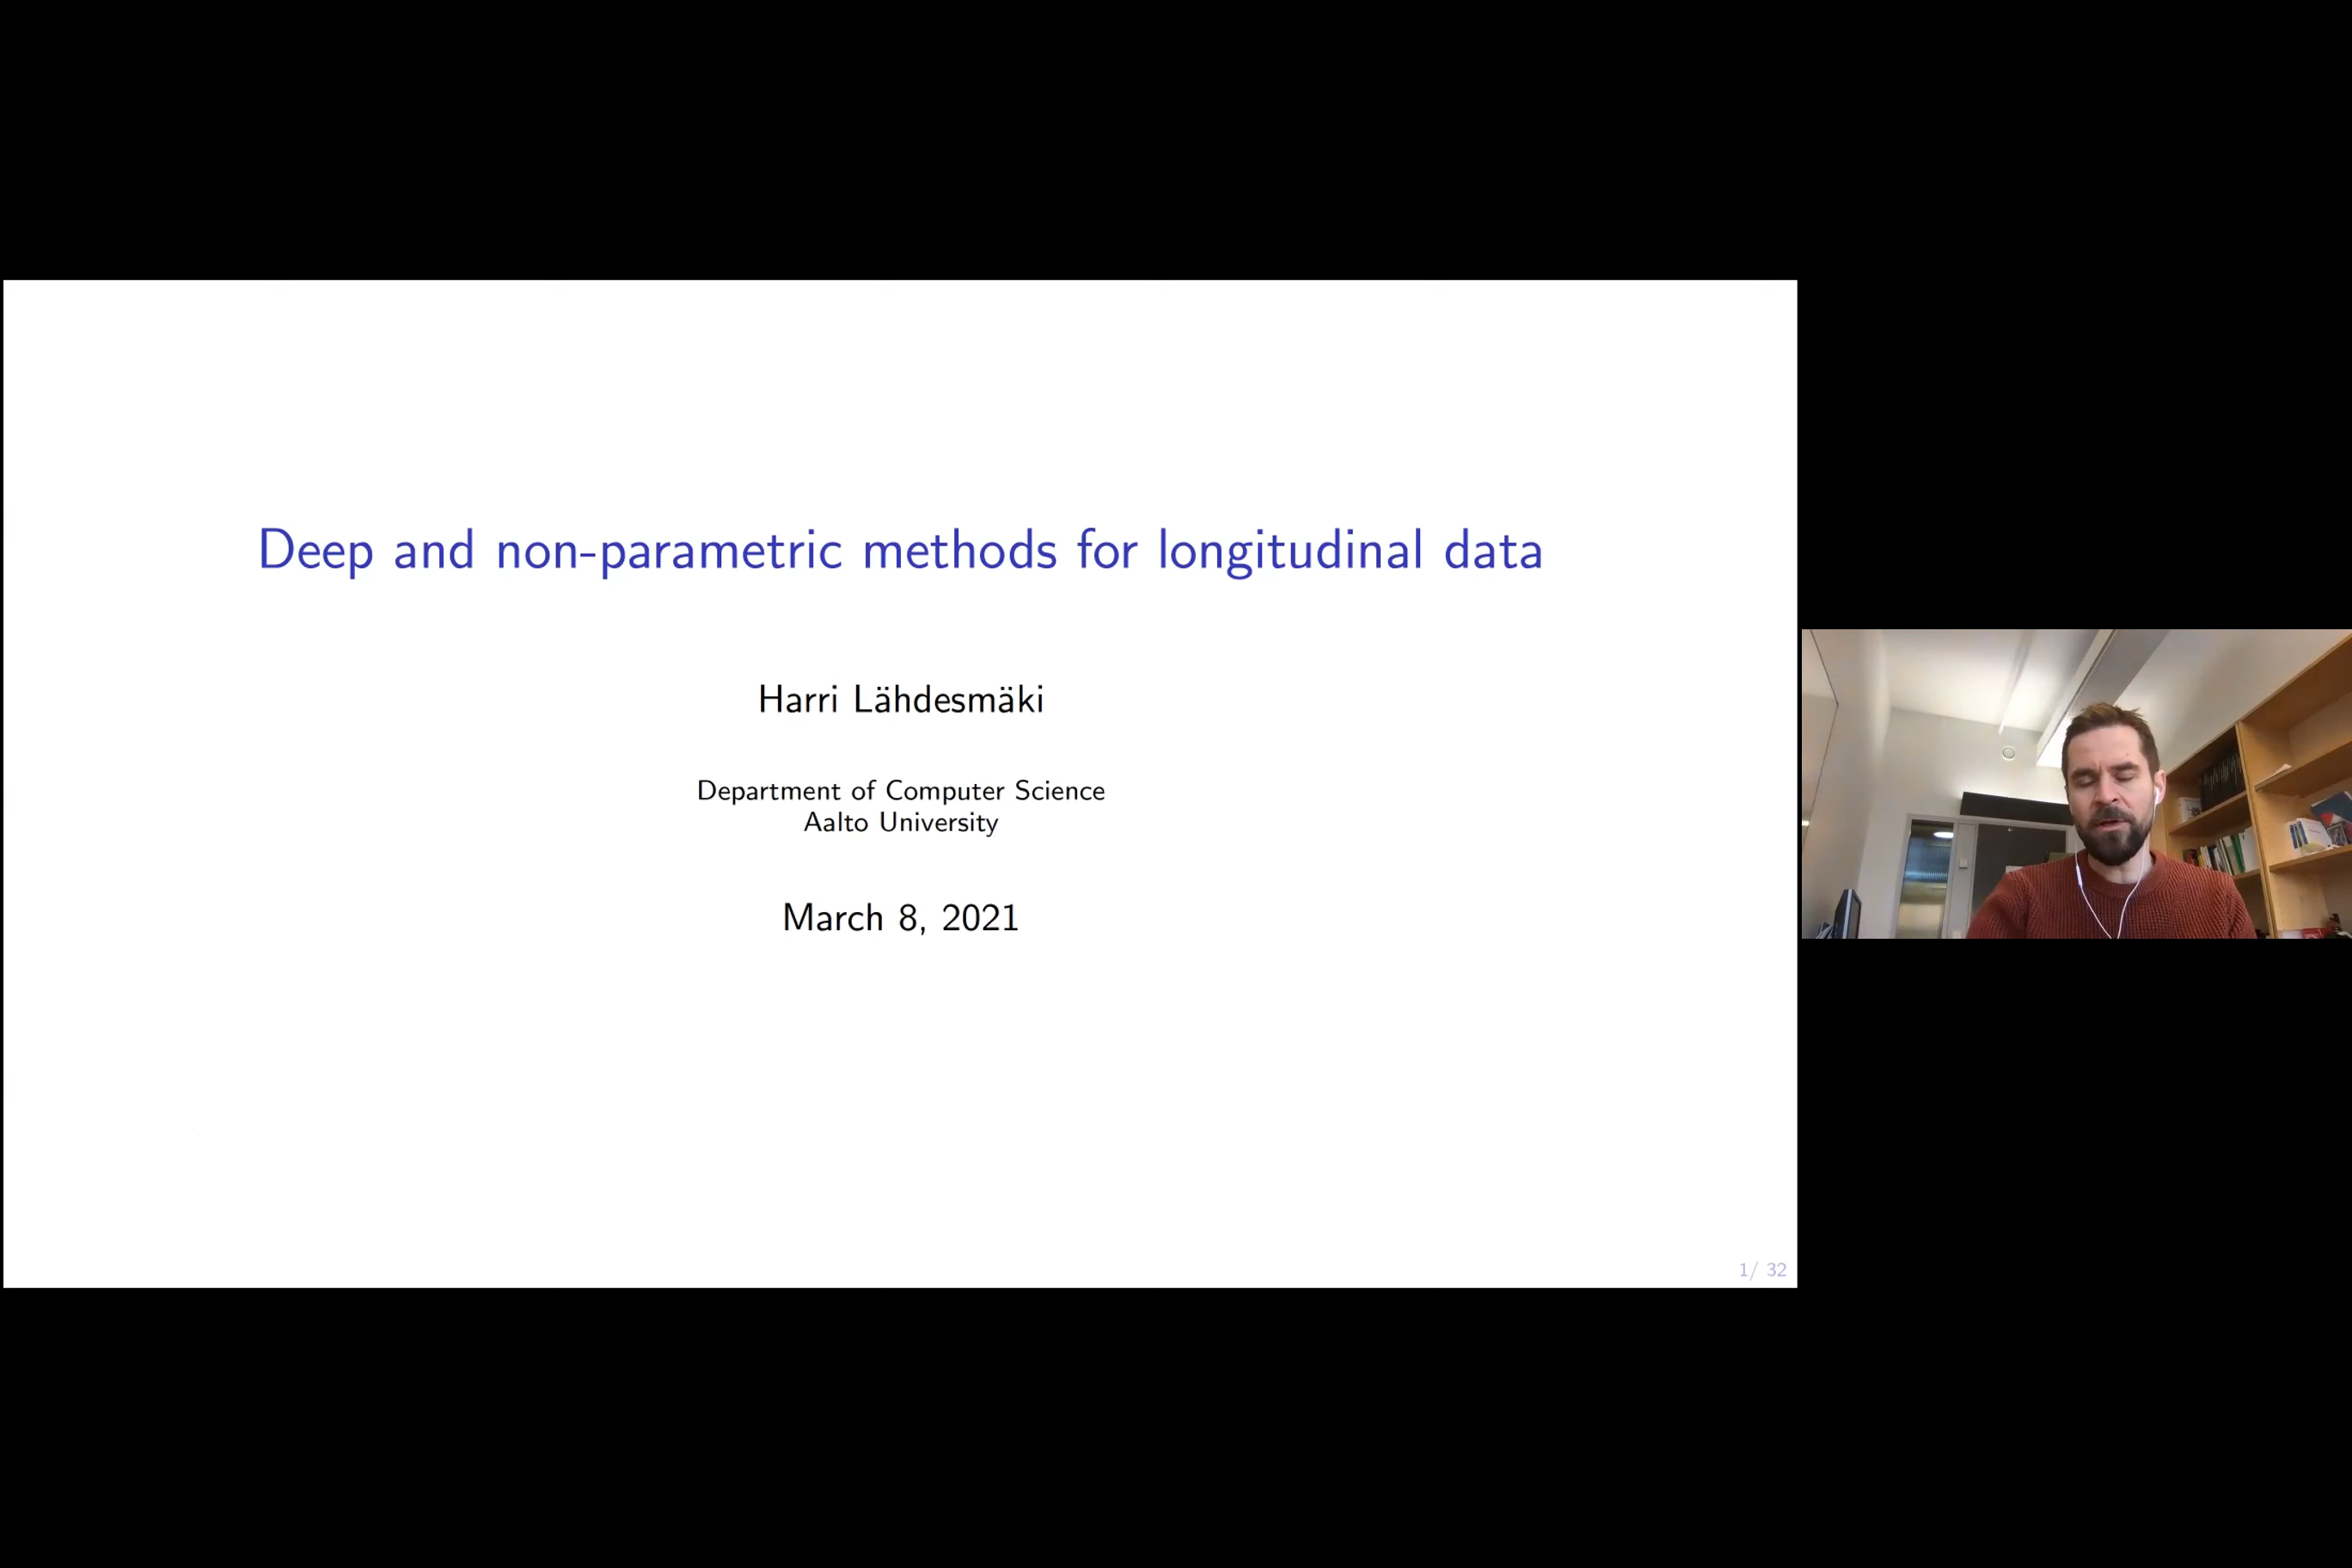 Deep and non-parametric methods for longitudinal data
Harri Lähdesmäki
Department of Computer Science
Aalto University
March 8, 2021
1/ 32